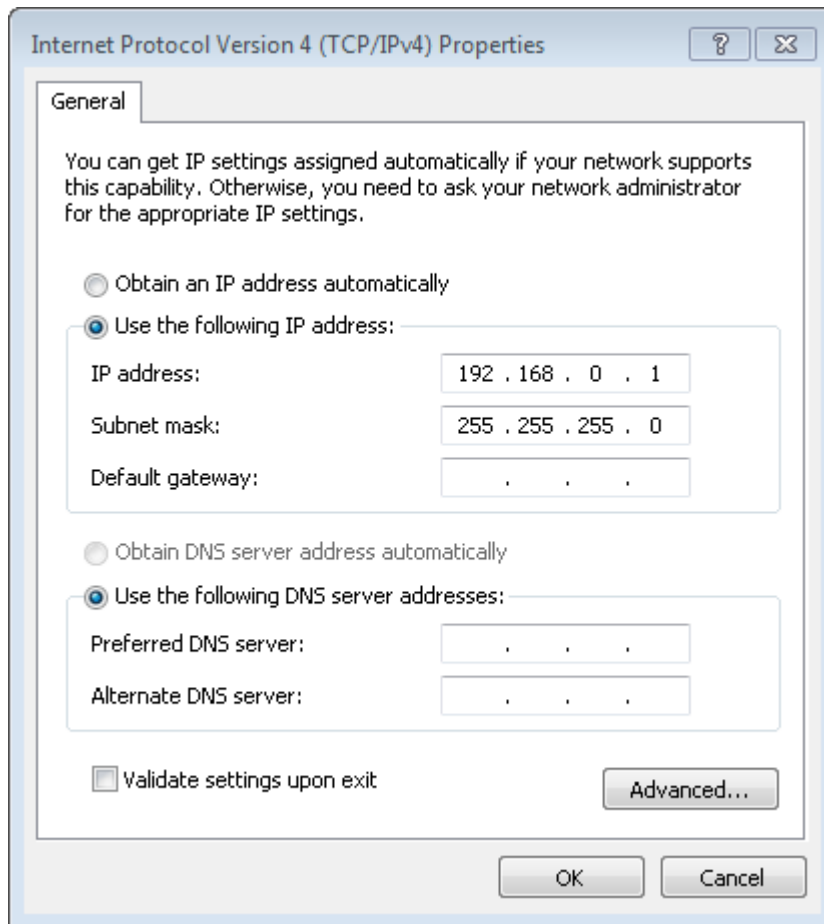 Internet Protocol Version 4 (TCP/IPv4) Properties
General
You can get IP settings assigned automatically if your network supports
this capability. Otherwise, you need to ask your network administrator
for the appropriate IP settings.
Obtain an IP address automatically
Use the following IP address:
IP address: 192 . 168 . 0 . 1
Subnet mask: 255 . 255 . 255 . 0
Default gateway: . . .
Obtain DNS server address automatically
Use the following DNS server addresses:
Preferred DNS server: . . .
Alternate DNS server: . . .
Validate settings upon exit
Advanced...
OK Cancel